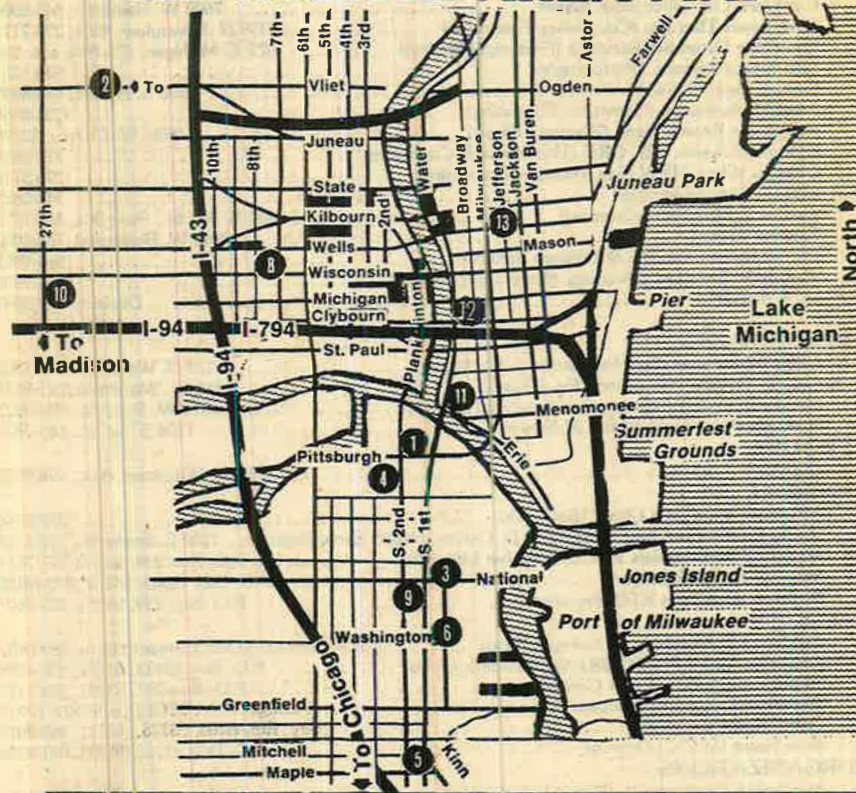 7th
6th
5th
4th
3rd
Astor
Farwell
2
To
Vliet
Ogden
Juneau
10th
8th
State
2nd
Water
Broadway
Milwaukee
Jefferson
Jackson
Van Buren
Juneau Park
Kilbourn
13
I-43
Wells
Mason
8
Wisconsin
27th
10
Michigan
12
Pier
North
Clybourn
Lake
Michigan
I-94
I-794
To
Madison
I-94
St. Paul
Plankinton
11
Menomonee
1
Erie
Summerfest
Grounds
Pittsburgh
4
S. 2nd
S. 1st
3
National
Jones Island
9
Port of Milwaukee
Washington
6
To Chicago
Greenfield
Mitchell
5
Kinn
Maple